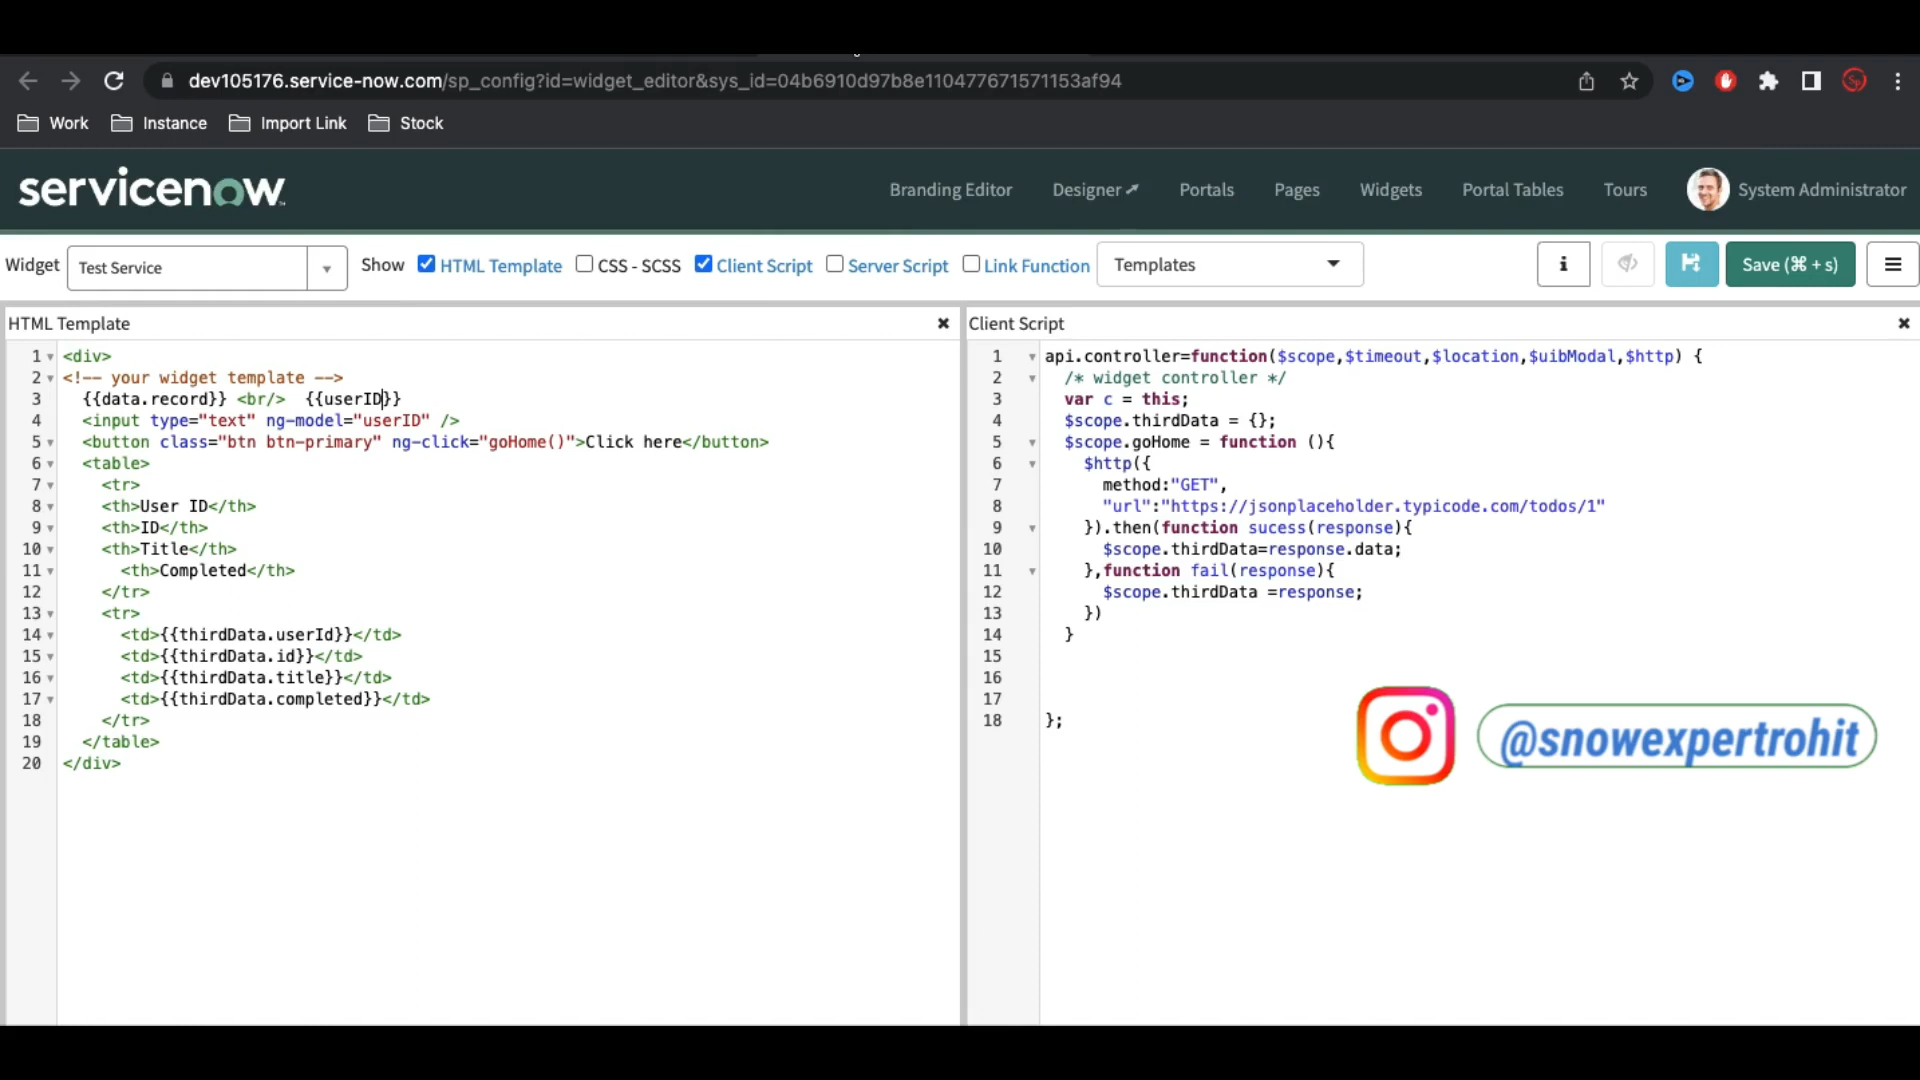 dev105176.service-now.com/sp_config?id=widget_editor&sys_id=04b6910d97b8e110477671571153af94
Work Instance Import Link Stock
servicenow
Branding Editor Designer Portals Pages Widgets Portal Tables Tours System Administrator
Widget Test Service Show HTML Template CSS - SCSS Client Script Server Script Link Function Templates i Save (⌘ + s)
HTML Template
1 <div>
2 <!-- your widget template -->
3 {{data.record}} <br/> {{userID}}
4 <input type="text" ng-model="userID" />
5 <button class="btn btn-primary" ng-click="goHome()">Click here</button>
6 <table>
7 <tr>
8 <th>User ID</th>
9 <th>ID</th>
10 <th>Title</th>
11 <th>Completed</th>
12 </tr>
13 <tr>
14 <td>{{thirdData.userId}}</td>
15 <td>{{thirdData.id}}</td>
16 <td>{{thirdData.title}}</td>
17 <td>{{thirdData.completed}}</td>
18 </tr>
19 </table>
20 </div>
Client Script
1 api.controller=function($scope,$timeout,$location,$uibModal,$http) {
2 /* widget controller */
3 var c = this;
4 $scope.thirdData = {};
5 $scope.goHome = function (){
6 $http({
7 method:"GET",
8 "url":"https://jsonplaceholder.typicode.com/todos/1"
9 }).then(function sucess(response){
10 $scope.thirdData=response.data;
11 },function fail(response){
12 $scope.thirdData =response;
13 })
14 }
15
16
17
18 };
@snowexpertrohit